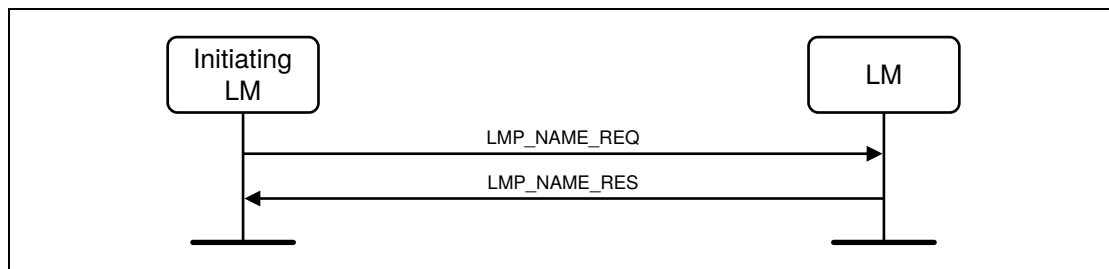 Initiating
LM
LM
LMP_NAME_REQ
LMP_NAME_RES